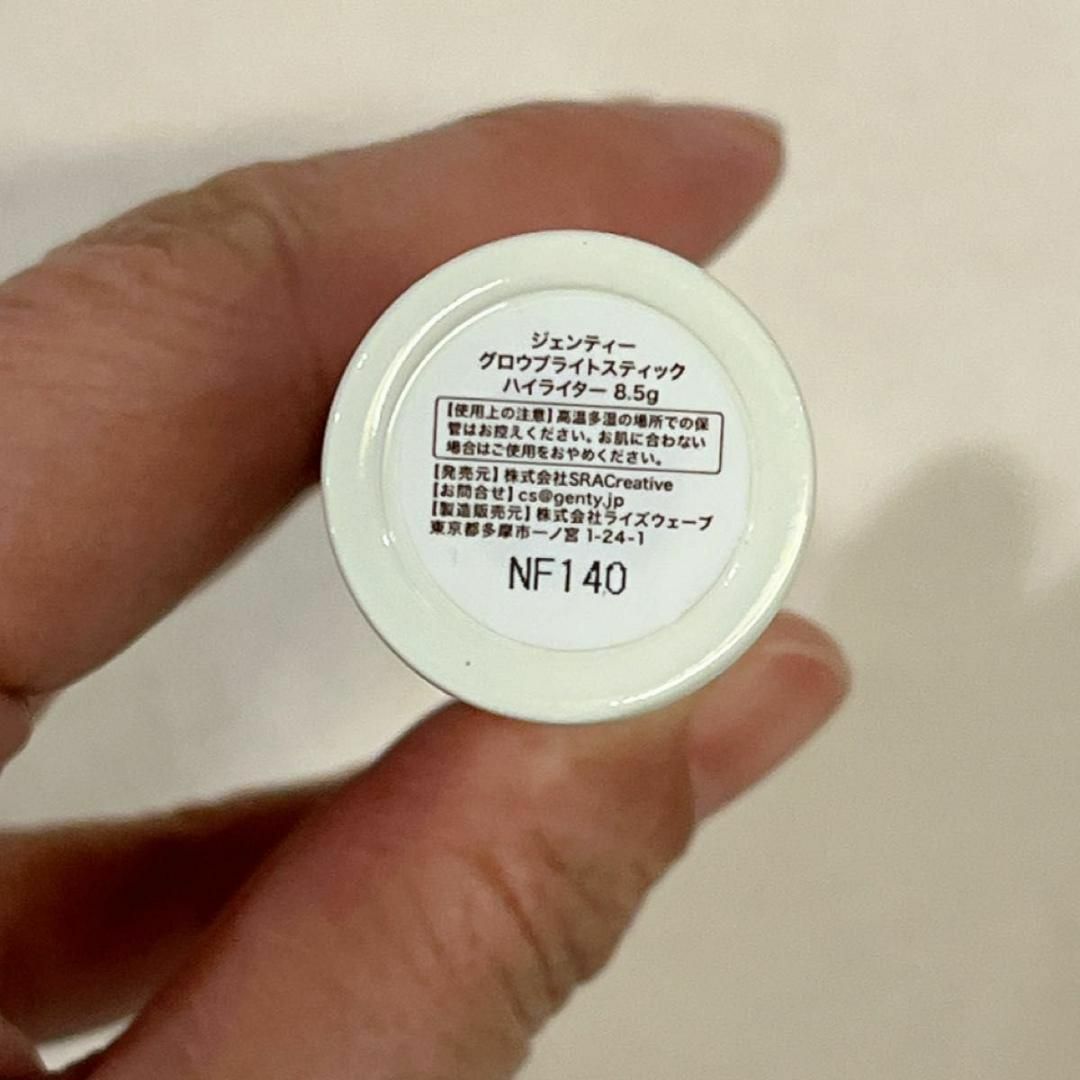 ジェンティー
グロウブライトスティック
ハイライター 8.5g
【使用上の注意】高温多湿の場所での保
管はお控えください。お肌に合わない
場合はご使用をおやめください。
【発売元】株式会社SRACreative
【お問合せ】cs@genty.jp
【製造販売元】株式会社ライズウェーブ
東京都多摩市一ノ宮 1-24-1
NF140